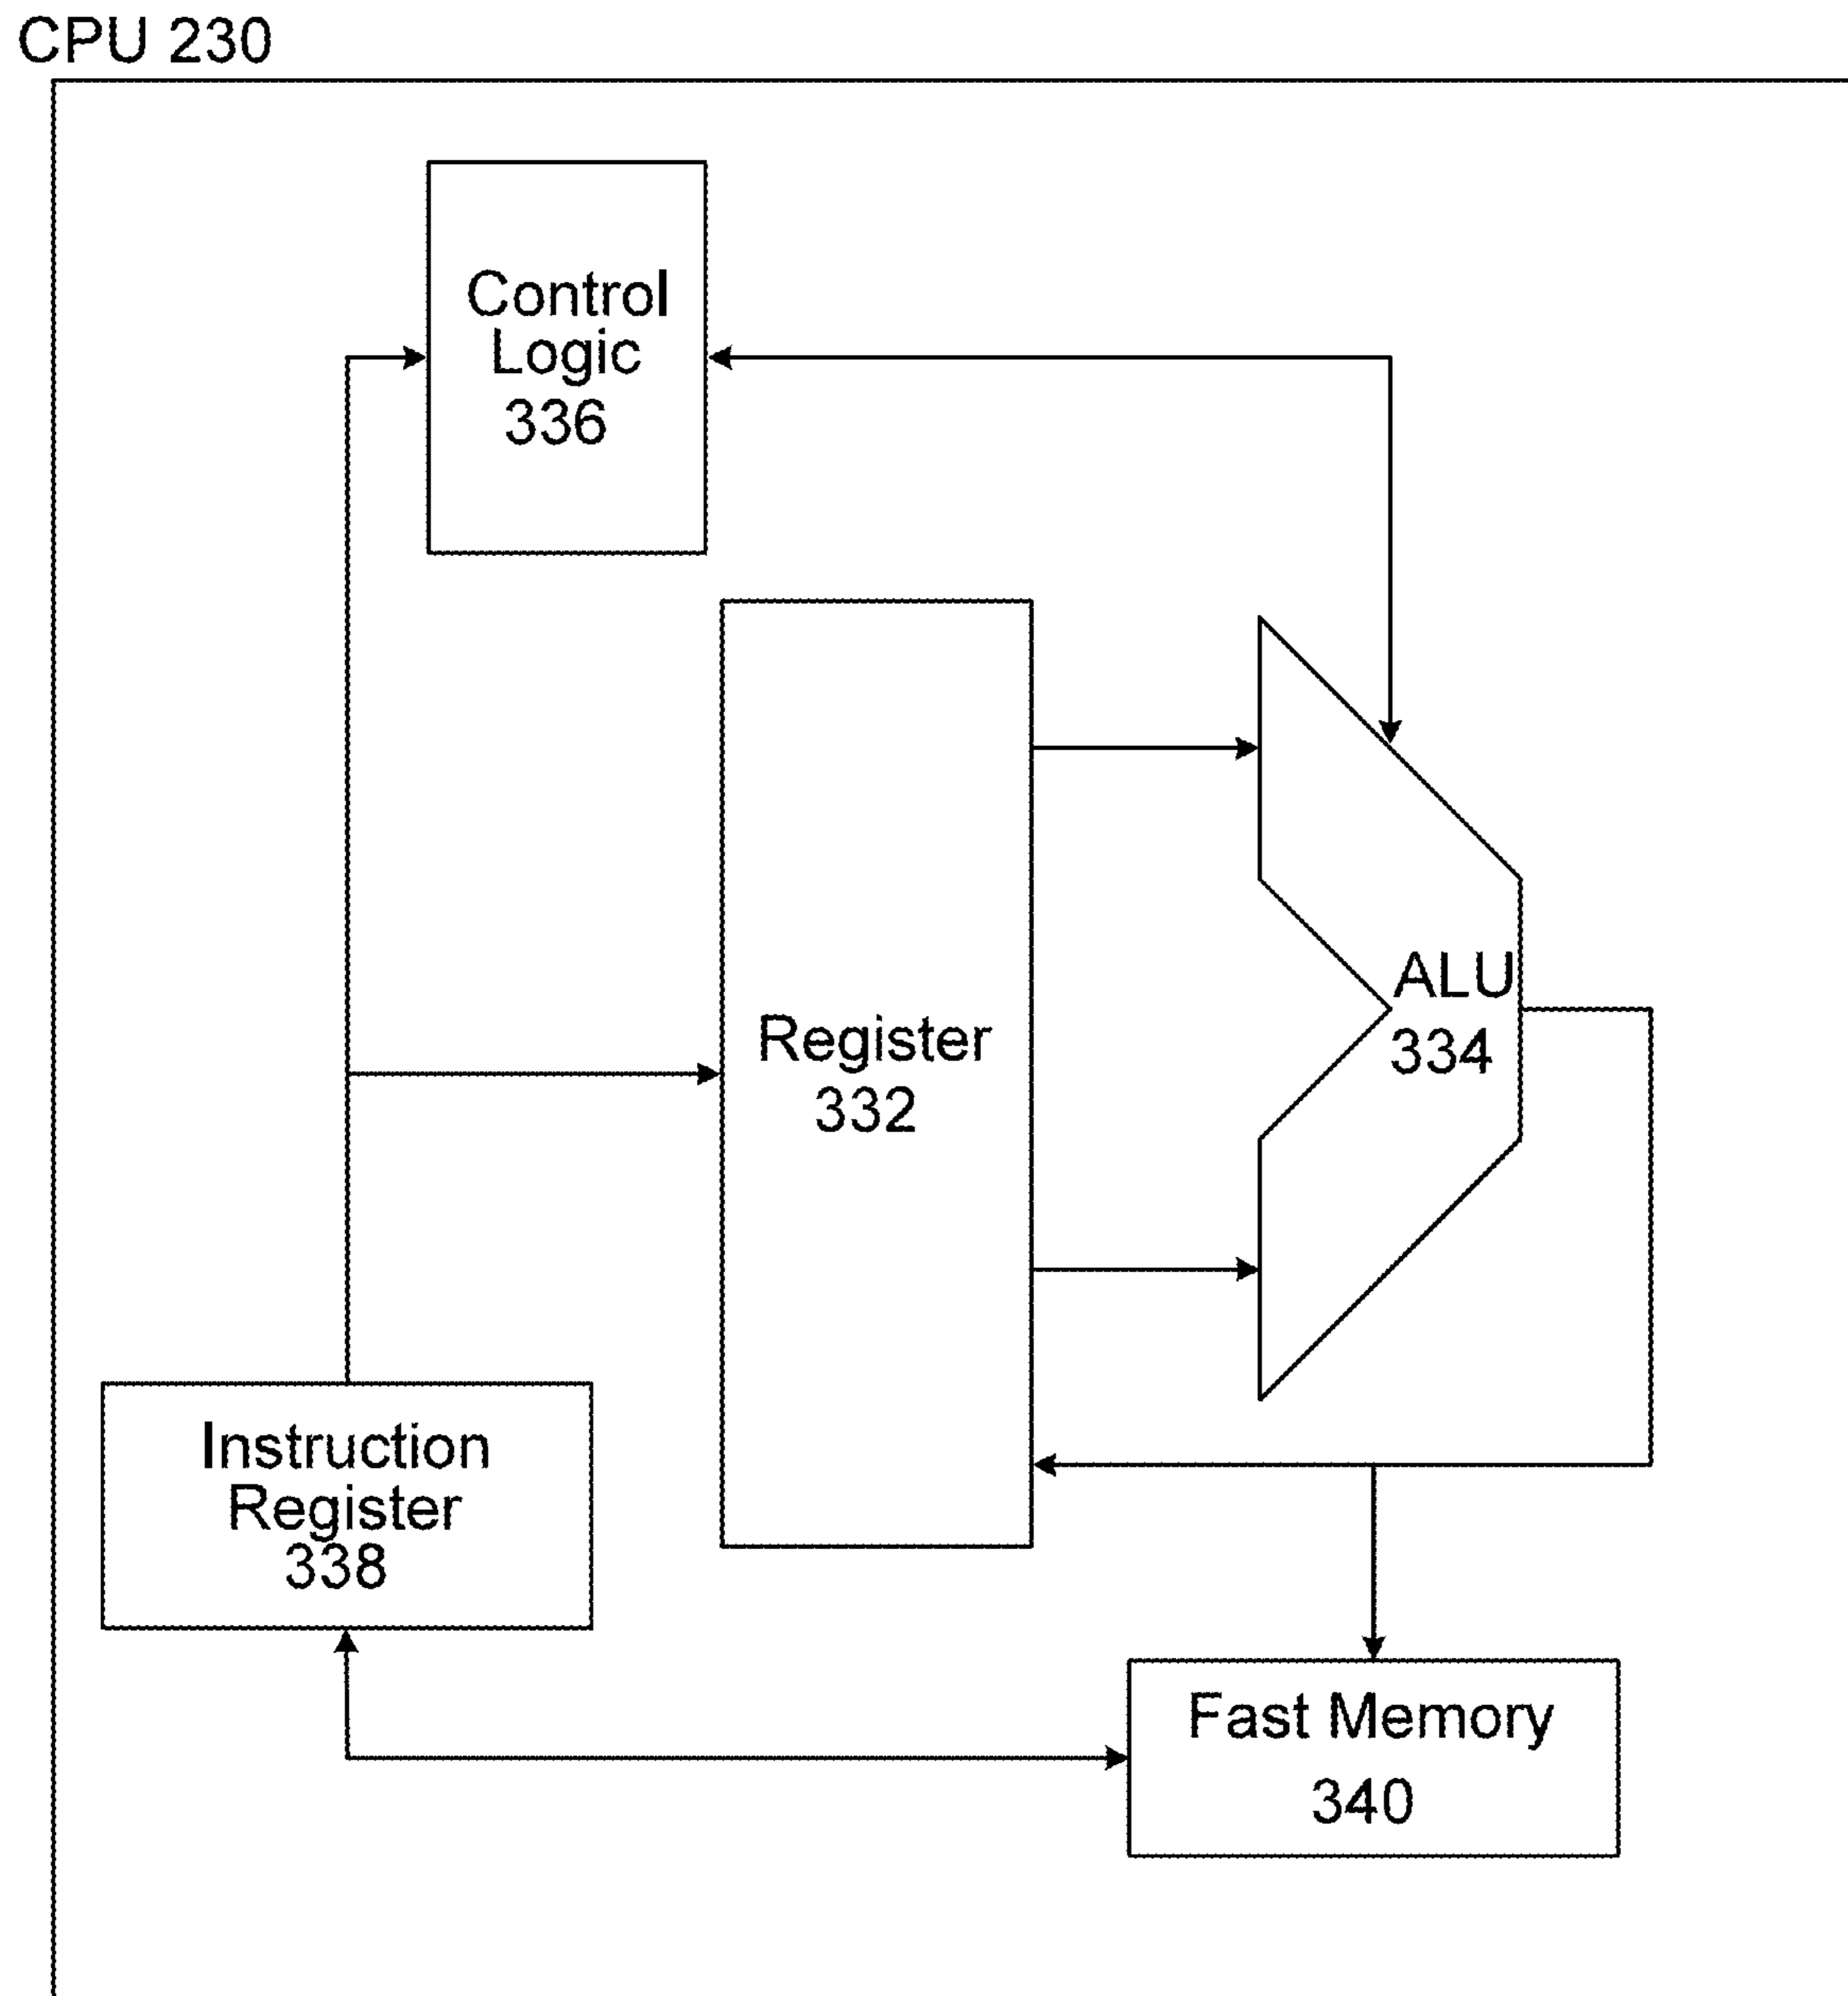 CPU 230
Control
Logic
336
Register
332
ALU
334
Instruction
Register
338
Fast Memory
340